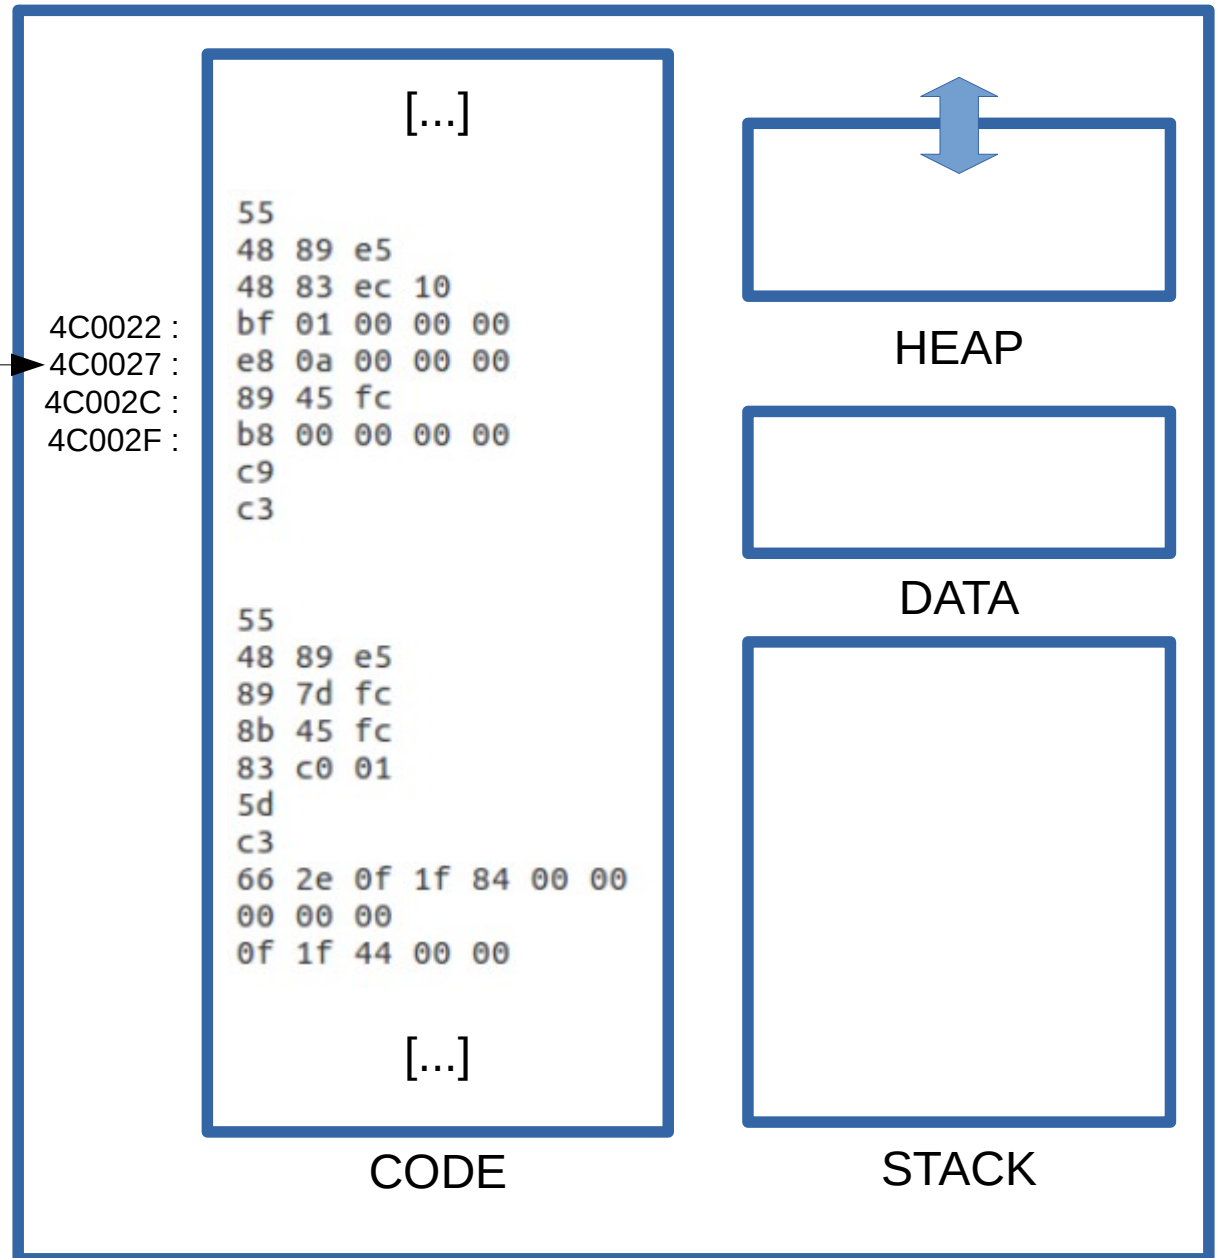 [...]
55
48 89 e5
48 83 ec 10
4C0022 : bf 01 00 00 00
4C0027 : e8 0a 00 00 00
4C002C : 89 45 fc
4C002F : b8 00 00 00 00
c9
c3
55
48 89 e5
89 7d fc
8b 45 fc
83 c0 01
5d
c3
66 2e 0f 1f 84 00 00
00 00 00
0f 1f 44 00 00
[...]
CODE
HEAP
DATA
STACK